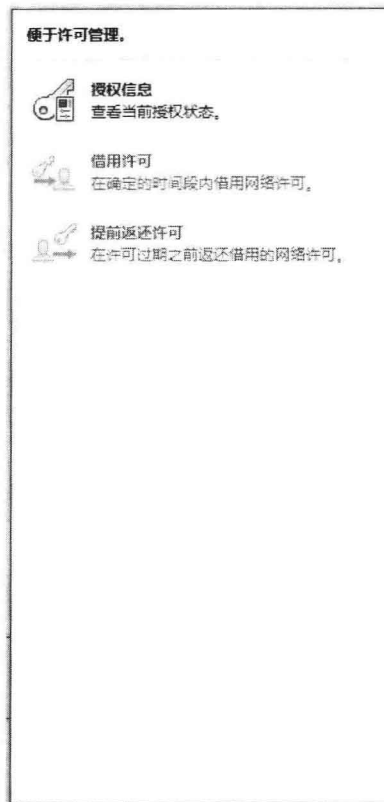 便于许可管理。
授权信息
查看当前授权状态。
借用许可
在确定的时间段内借用网络许可。
提前返还许可
在许可过期之前返还借用的网络许可。